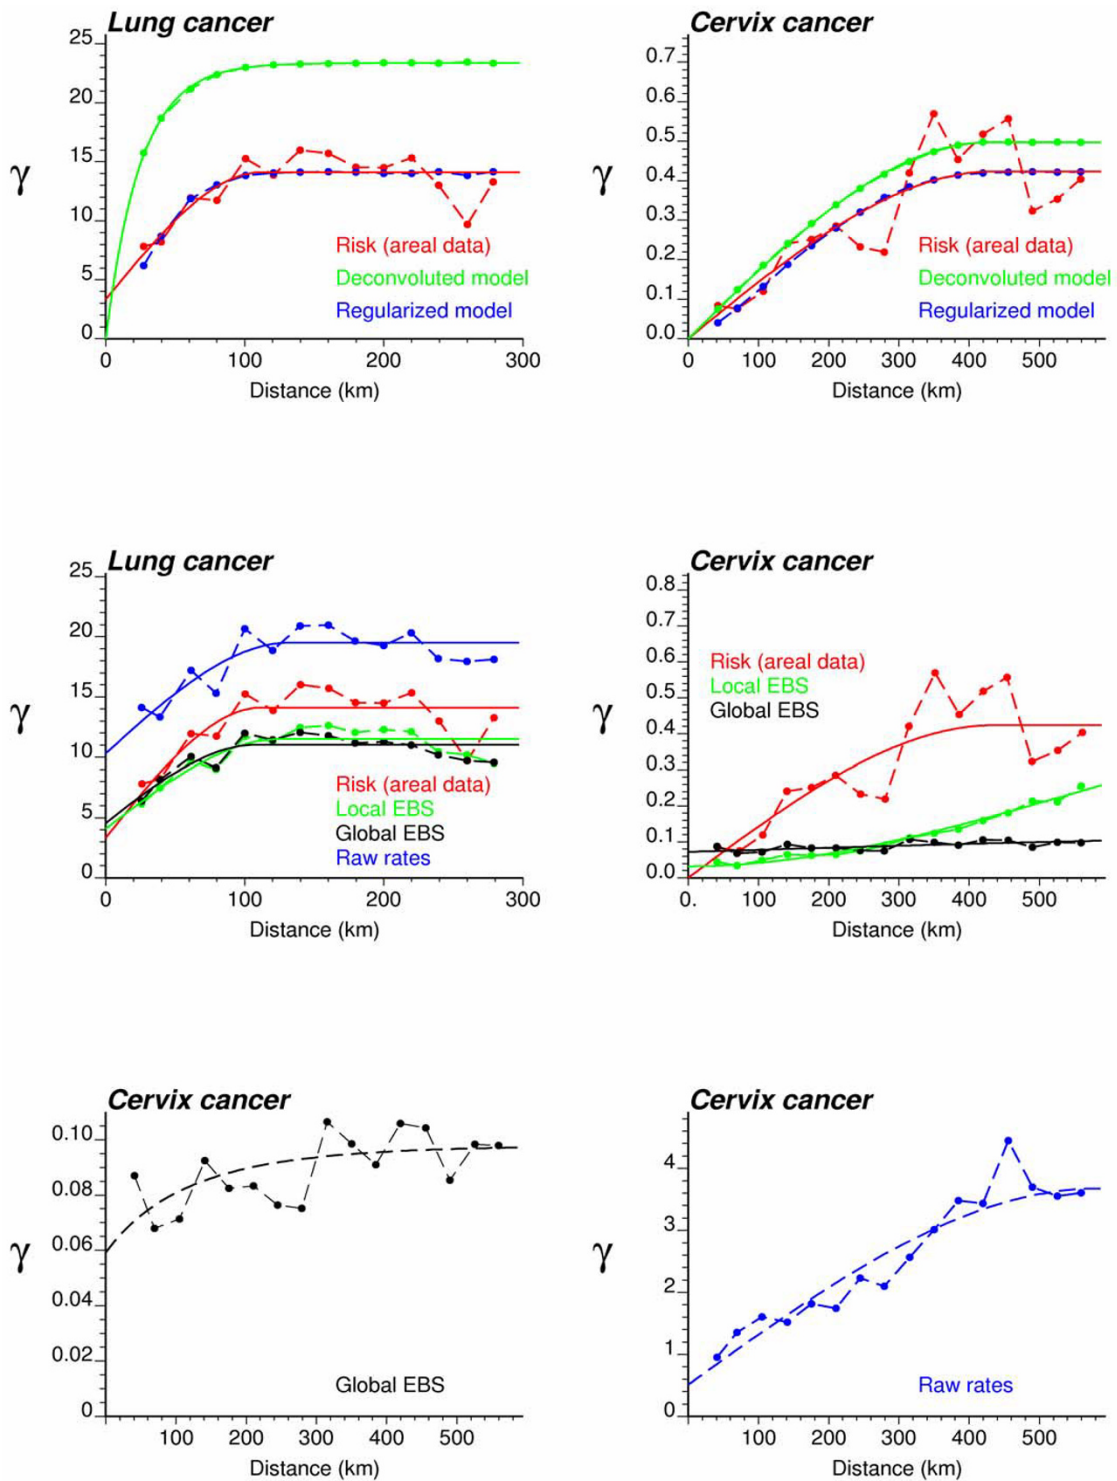 Lung cancer
25
20
15
10
5
0
γ
0 100 200 300
Distance (km)
Risk (areal data)
Deconvoluted model
Regularized model
Cervix cancer
0.7
0.6
0.5
0.4
0.3
0.2
0.1
0.0
γ
0 100 200 300 400 500
Distance (km)
Risk (areal data)
Deconvoluted model
Regularized model
Lung cancer
25
20
15
10
5
0
γ
0 100 200 300
Distance (km)
Risk (areal data)
Local EBS
Global EBS
Raw rates
Cervix cancer
0.8
0.7
0.6
0.5
0.4
0.3
0.2
0.1
0.0
γ
0. 100 200 300 400 500
Distance (km)
Risk (areal data)
Local EBS
Global EBS
Cervix cancer
0.10
0.08
0.06
0.04
0.02
0
γ
100 200 300 400 500
Distance (km)
Global EBS
Cervix cancer
4
3
2
1
0
γ
100 200 300 400 500
Distance (km)
Raw rates